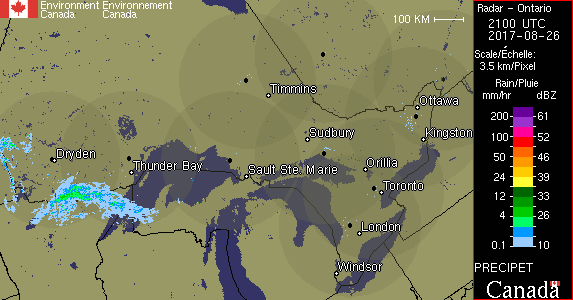 Environment Environnement
Canada Canada
100 KM
Timmins
Ottawa
Sudbury
Kingston
Dryden
Thunder Bay
Sault Ste. Marie
Orillia
Toronto
London
Windsor
Radar - Ontario
2100 UTC
2017-08-26
Scale/Échelle:
3.5 km/Pixel
Rain/Pluie
mm/hr dBZ
200 61
100 52
50 46
24 39
12 33
4 26
0.1 10
PRECIPET
Canada